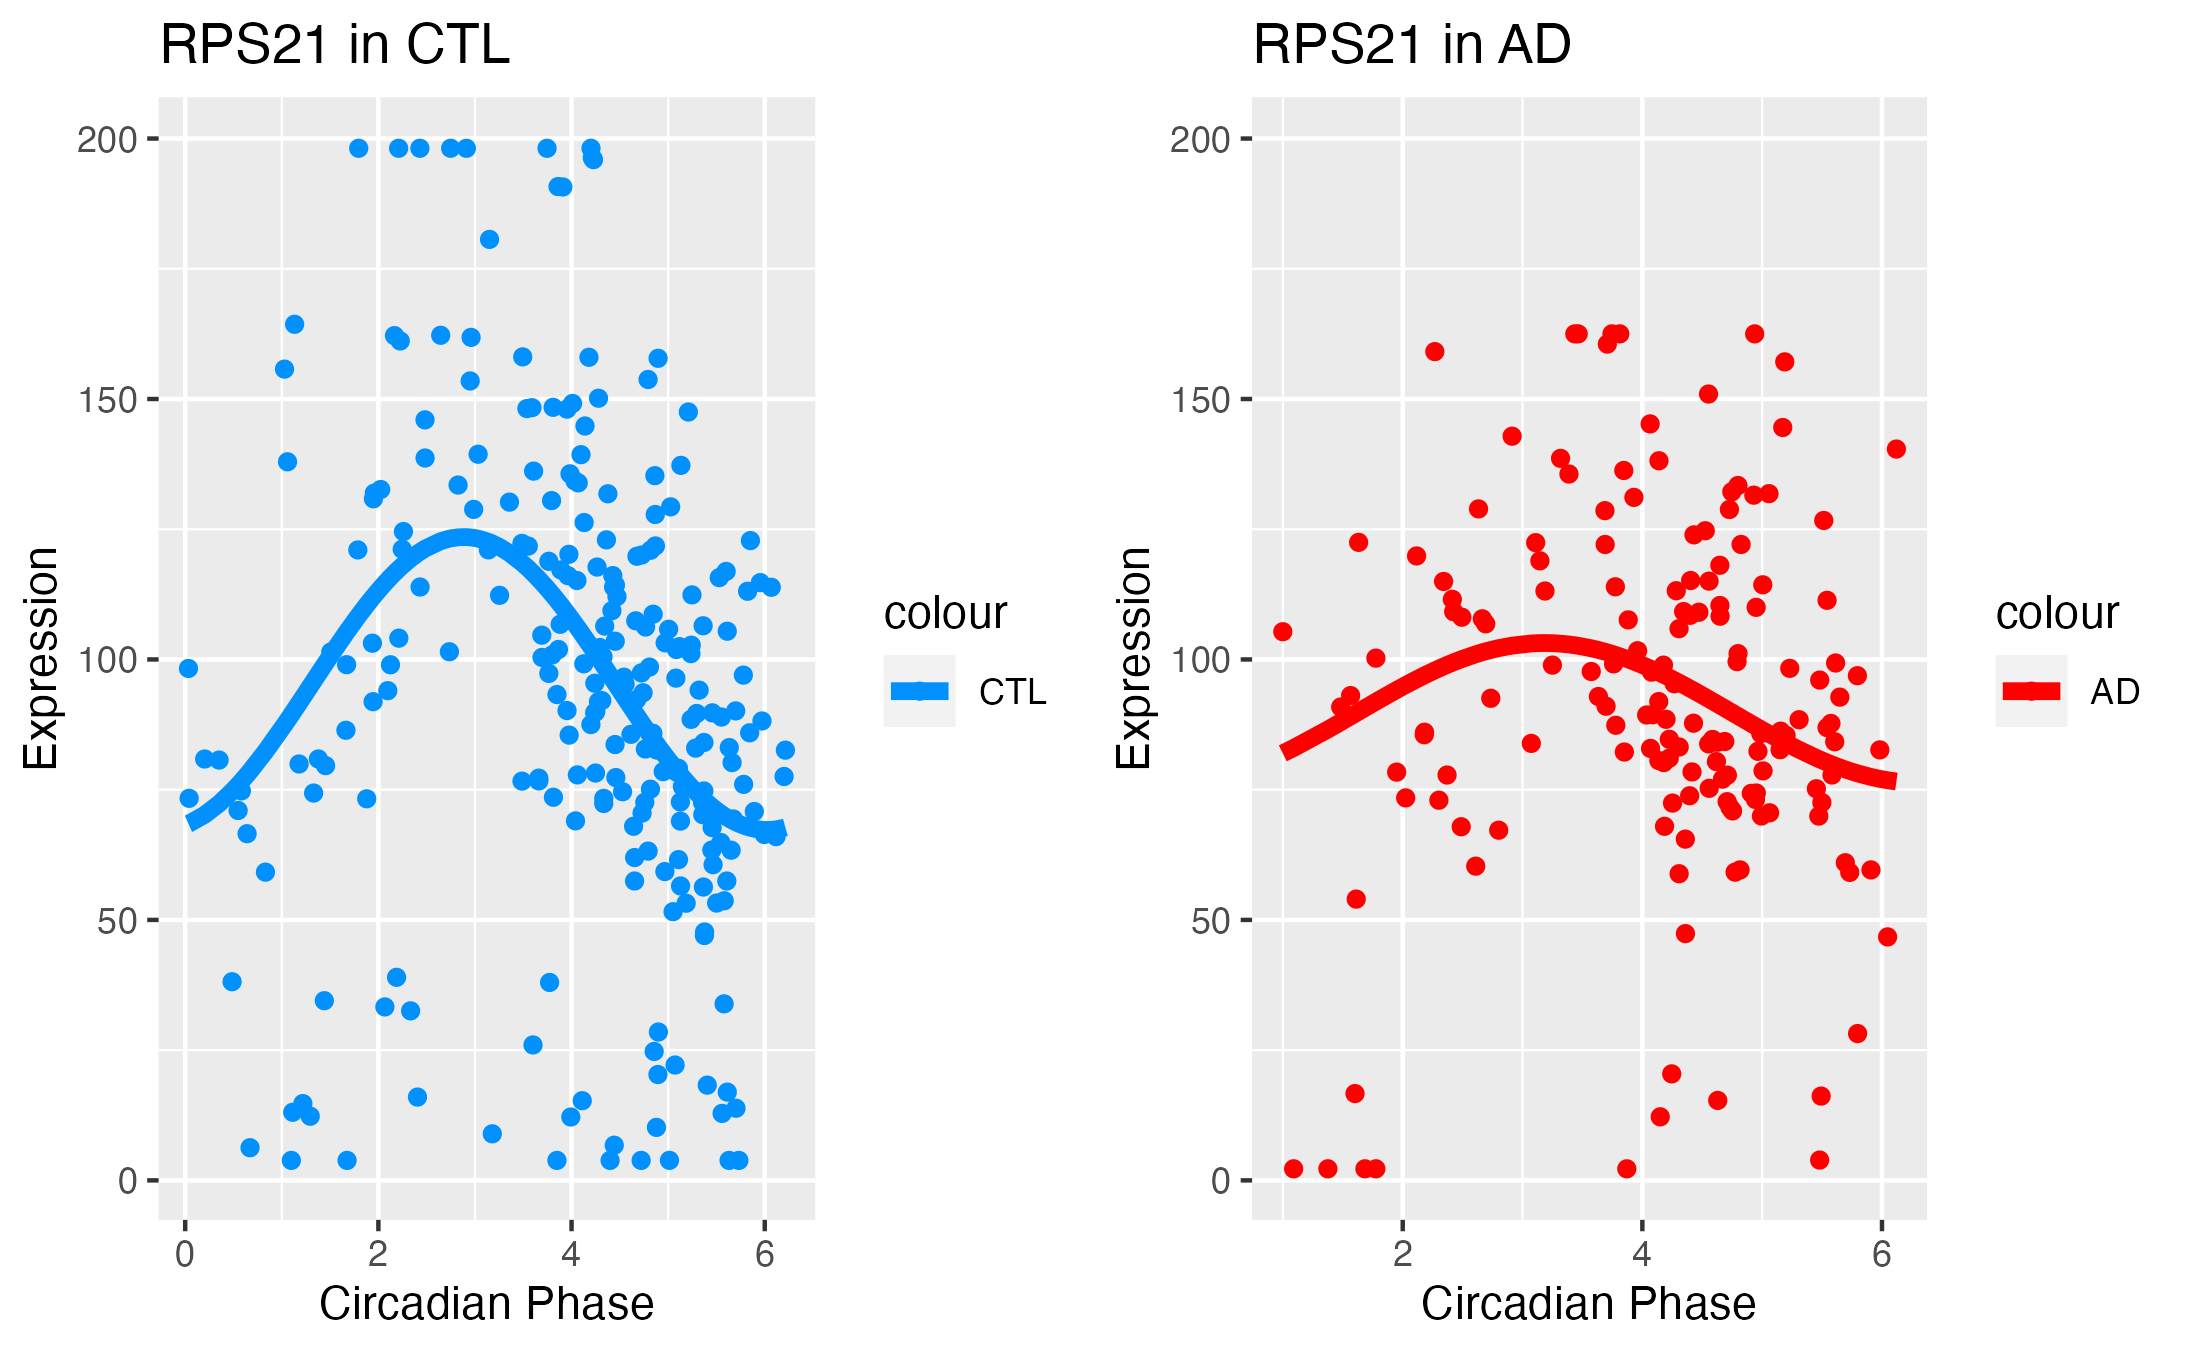 RPS21 in CTL
Expression
200
150
100
50
0
0 2 4 6
Circadian Phase
colour
CTL
RPS21 in AD
Expression
200
150
100
50
0
2 4 6
Circadian Phase
colour
AD